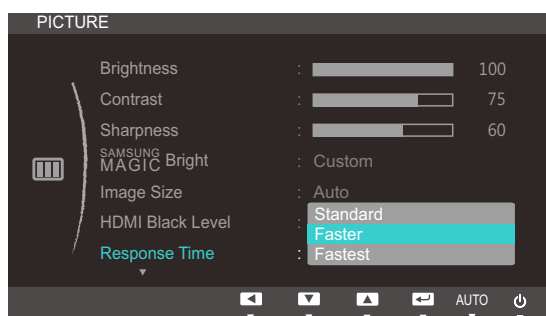 PICTURE
Brightness : 100
Contrast : 75
Sharpness : 60
SAMSUNG MAGIC Bright : Custom
Image Size : Auto
HDMI Black Level :
Standard
Faster
Response Time : Fastest
AUTO